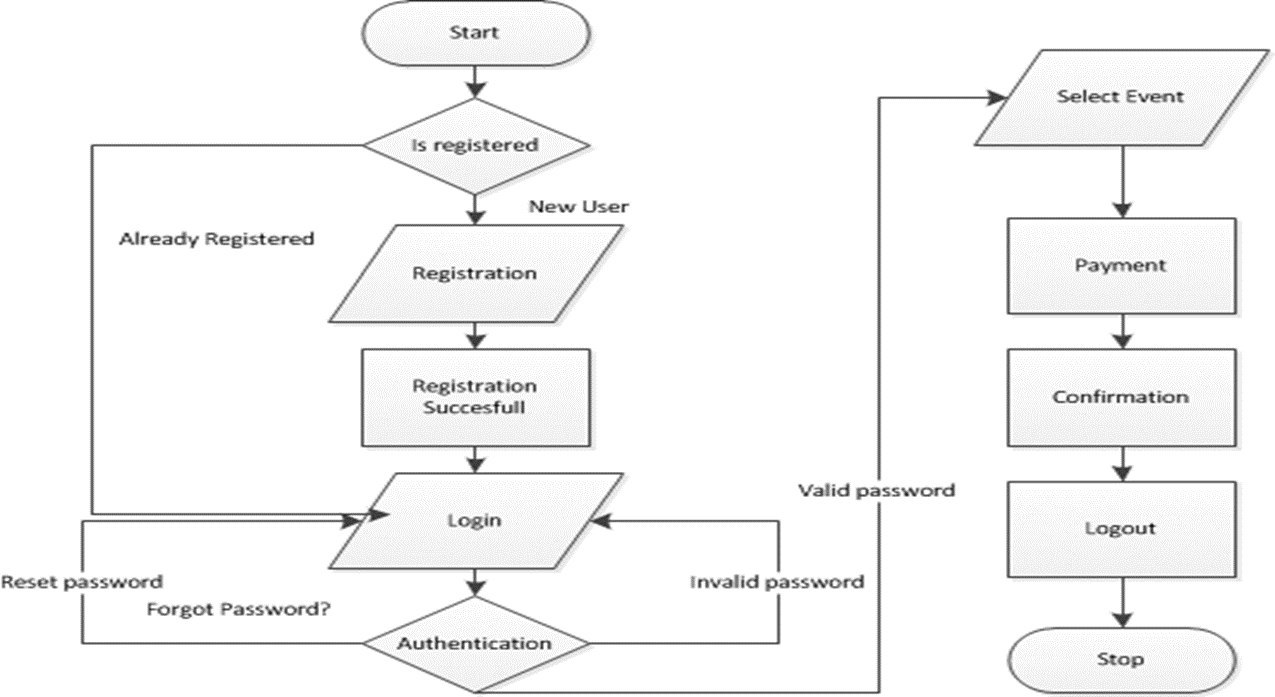 Start
Is registered
New User
Already Registered
Registration
Registration
Succesfull
Login
Reset password
Forgot Password?
Invalid password
Authentication
Valid password
Select Event
Payment
Confirmation
Logout
Stop